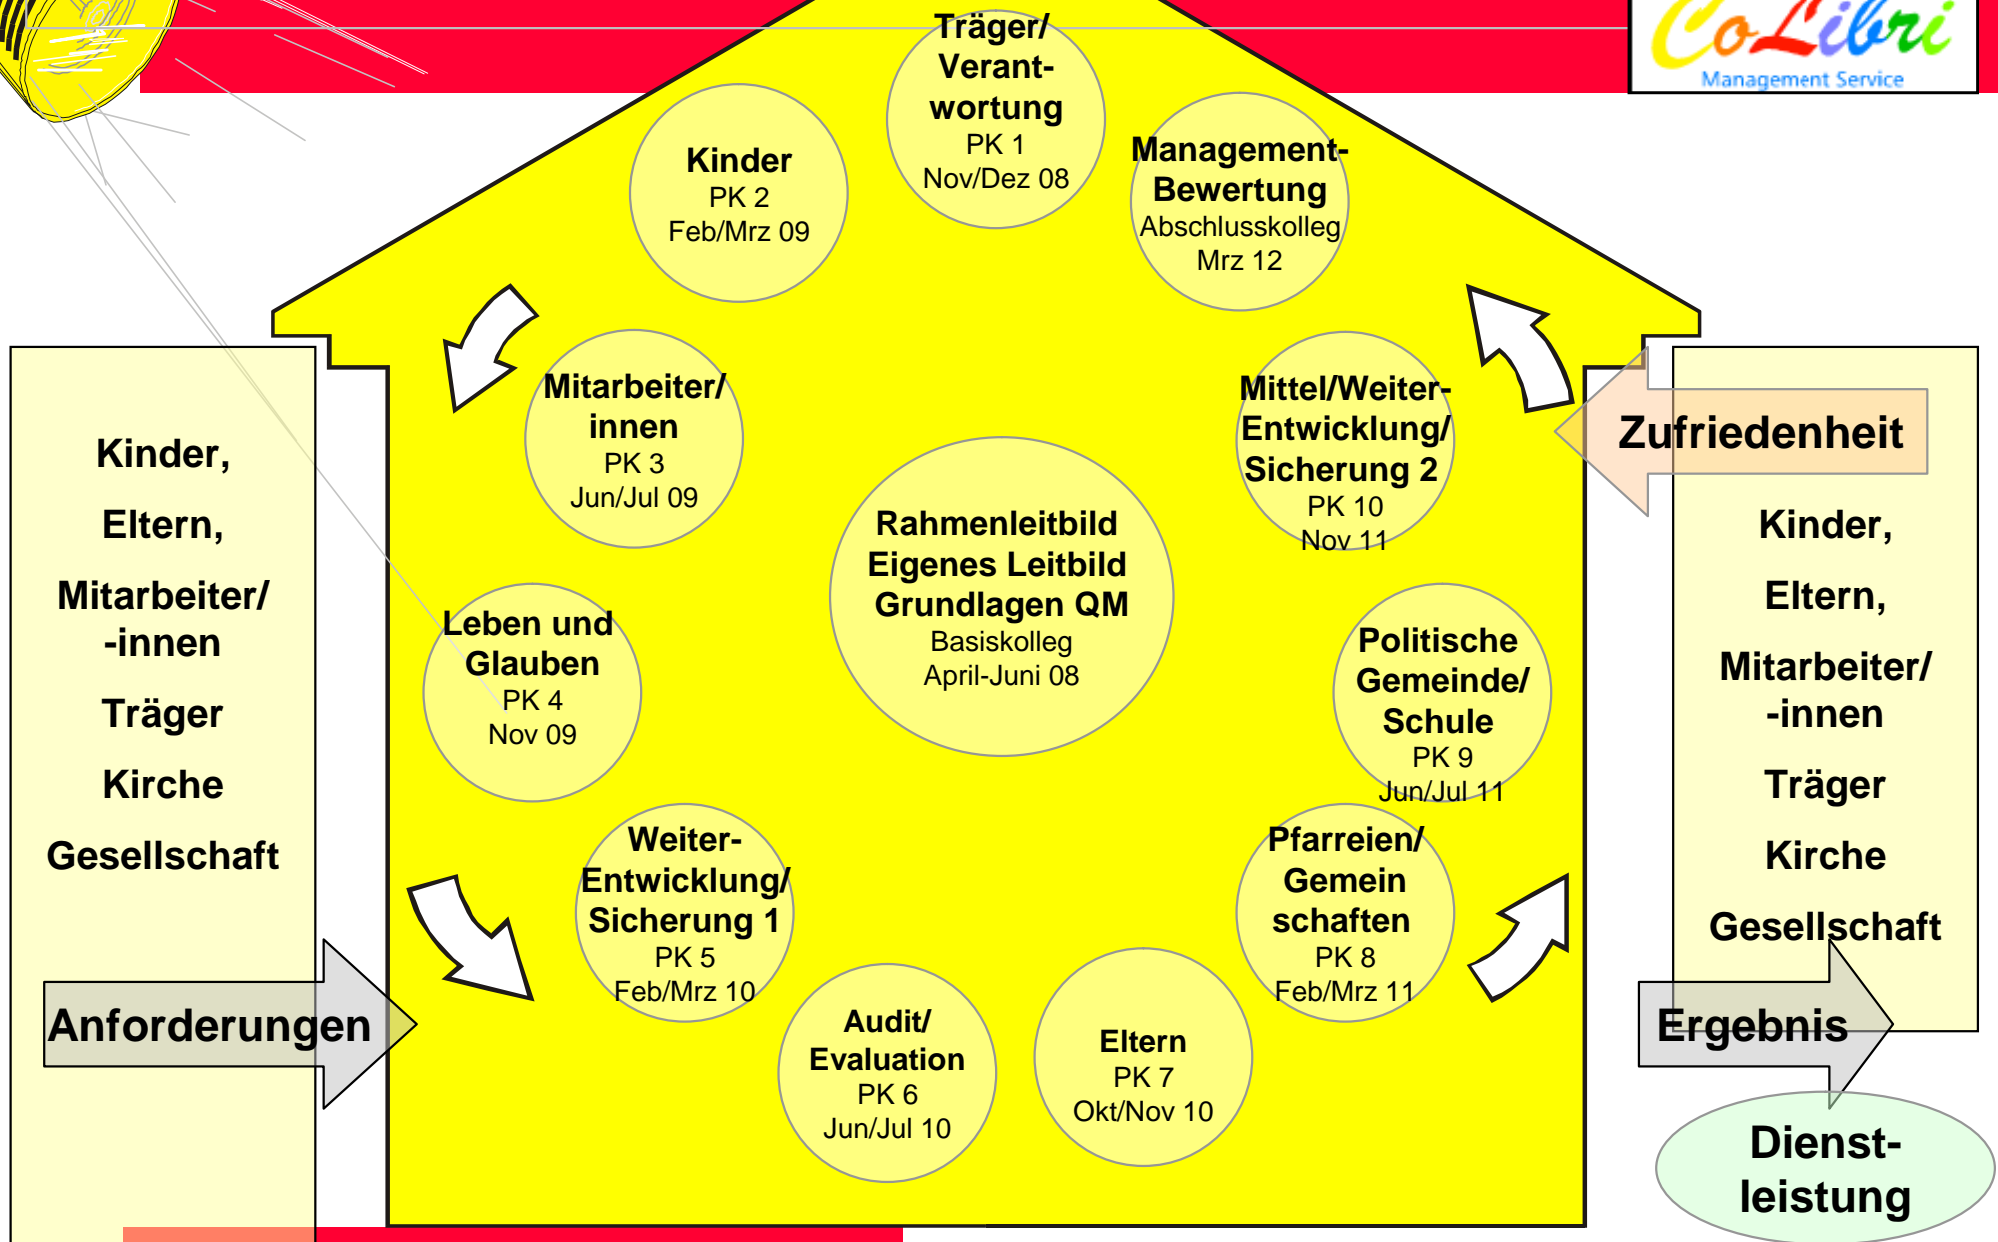 CoLibri
Management Service
Träger/
Verant-
wortung
PK 1
Nov/Dez 08
Kinder
PK 2
Feb/Mrz 09
Management-
Bewertung
Abschlusskolleg
Mrz 12
Mitarbeiter/
innen
PK 3
Jun/Jul 09
Mittel/Weiter-
Entwicklung/
Sicherung 2
PK 10
Nov 11
Zufriedenheit
Kinder,
Eltern,
Mitarbeiter/
-innen
Träger
Kirche
Gesellschaft
Anforderungen
Rahmenleitbild
Eigenes Leitbild
Grundlagen QM
Basiskolleg
April-Juni 08
Leben und
Glauben
PK 4
Nov 09
Politische
Gemeinde/
Schule
PK 9
Jun/Jul 11
Weiter-
Entwicklung/
Sicherung 1
PK 5
Feb/Mrz 10
Pfarreien/
Gemein
schaften
PK 8
Feb/Mrz 11
Audit/
Evaluation
PK 6
Jun/Jul 10
Eltern
PK 7
Okt/Nov 10
Kinder,
Eltern,
Mitarbeiter/
-innen
Träger
Kirche
Gesellschaft
Ergebnis
Dienst-
leistung